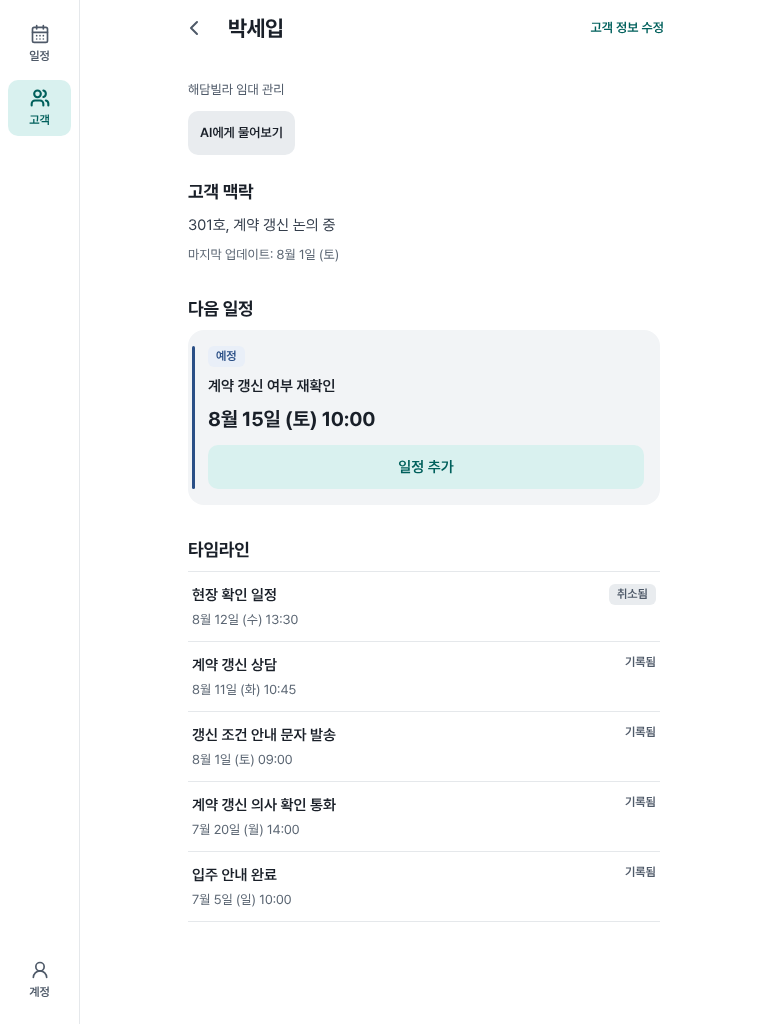 일정
고객
계정
박세입
고객 정보 수정
해담빌라 임대 관리
AI에게 물어보기
고객 맥락
301호, 계약 갱신 논의 중
마지막 업데이트: 8월 1일 (토)
다음 일정
예정
계약 갱신 여부 재확인
8월 15일 (토) 10:00
일정 추가
타임라인
현장 확인 일정
취소됨
8월 12일 (수) 13:30
계약 갱신 상담
기록됨
8월 11일 (화) 10:45
갱신 조건 안내 문자 발송
기록됨
8월 1일 (토) 09:00
계약 갱신 의사 확인 통화
기록됨
7월 20일 (월) 14:00
입주 안내 완료
기록됨
7월 5일 (일) 10:00